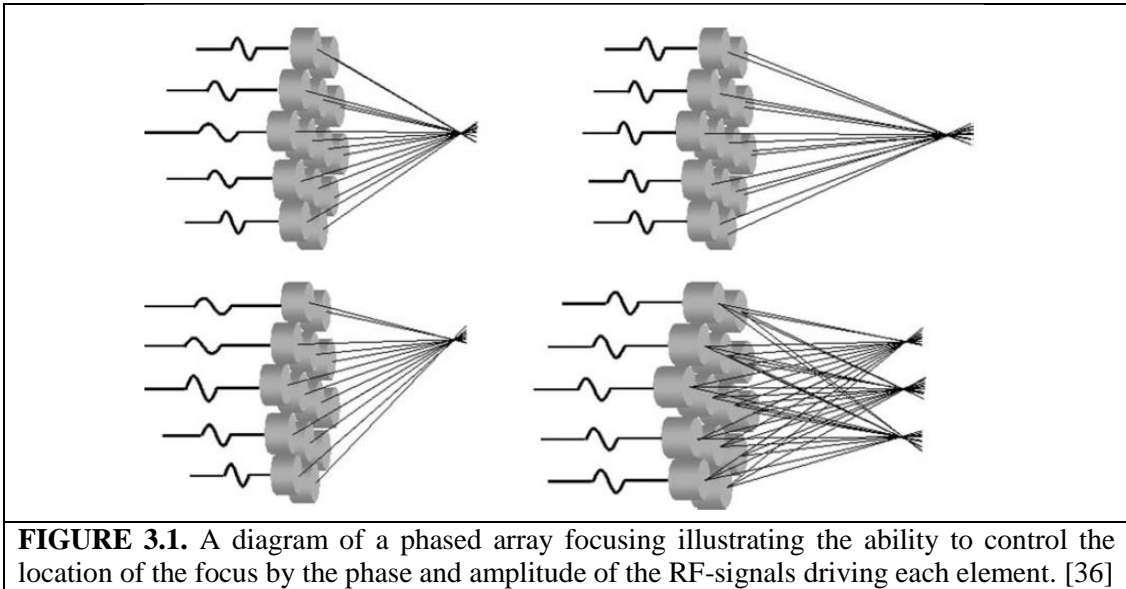 FIGURE 3.1. A diagram of a phased array focusing illustrating the ability to control the
location of the focus by the phase and amplitude of the RF-signals driving each element. [36]